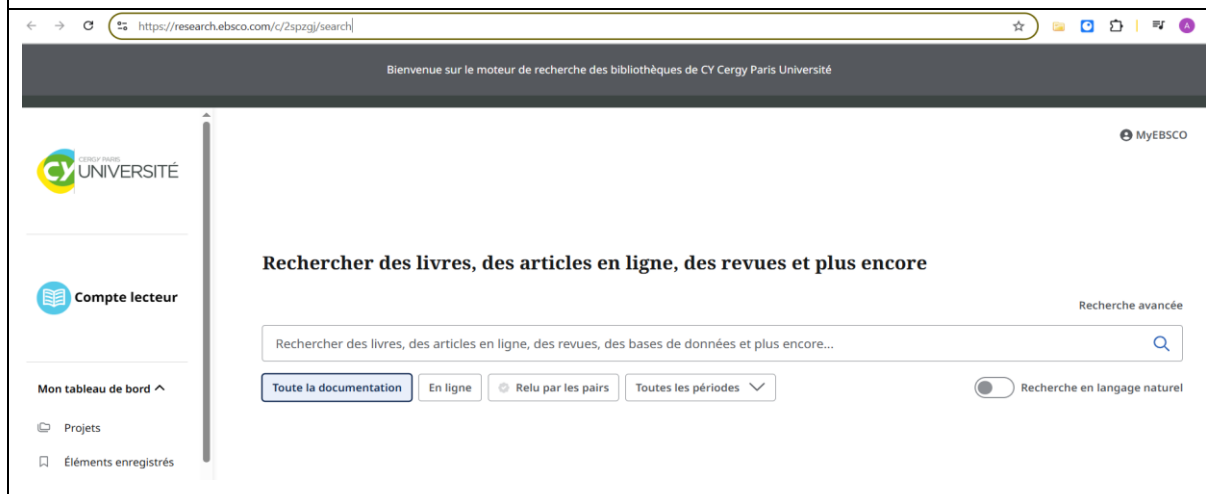 https://research.ebsco.com/c/2spzgj/search
A
Bienvenue sur le moteur de recherche des bibliothèques de CY Cergy Paris Université
MyEBSCO
CERGY PARIS
CY UNIVERSITÉ
Rechercher des livres, des articles en ligne, des revues et plus encore
Compte lecteur
Recherche avancée
Rechercher des livres, des articles en ligne, des revues, des bases de données et plus encore...
Mon tableau de bord
Toute la documentation
En ligne
Relu par les pairs
Toutes les périodes
Recherche en langage naturel
Projets
Éléments enregistrés